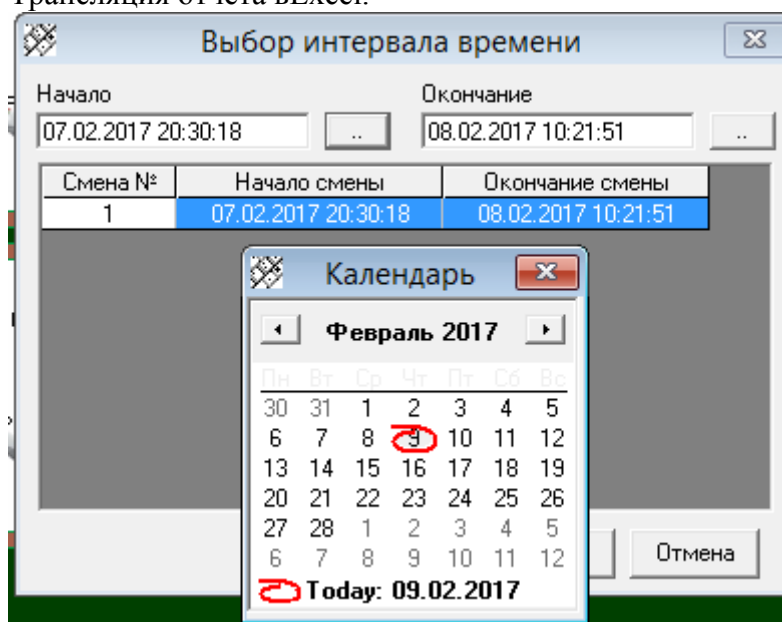 Трансляция отчета вExcel.
Выбор интервала времени
Начало Окончание
07.02.2017 20:30:18 .. 08.02.2017 10:21:51 ..
Смена № Начало смены Окончание смены
1 07.02.2017 20:30:18 08.02.2017 10:21:51
Календарь
Февраль 2017
Пн Вт Ср Чт Пт Сб Вс
30 31 1 2 3 4 5
6 7 8 9 10 11 12
13 14 15 16 17 18 19
20 21 22 23 24 25 26
27 28 1 2 3 4 5
6 7 8 9 10 11 12
Today: 09.02.2017
Отмена